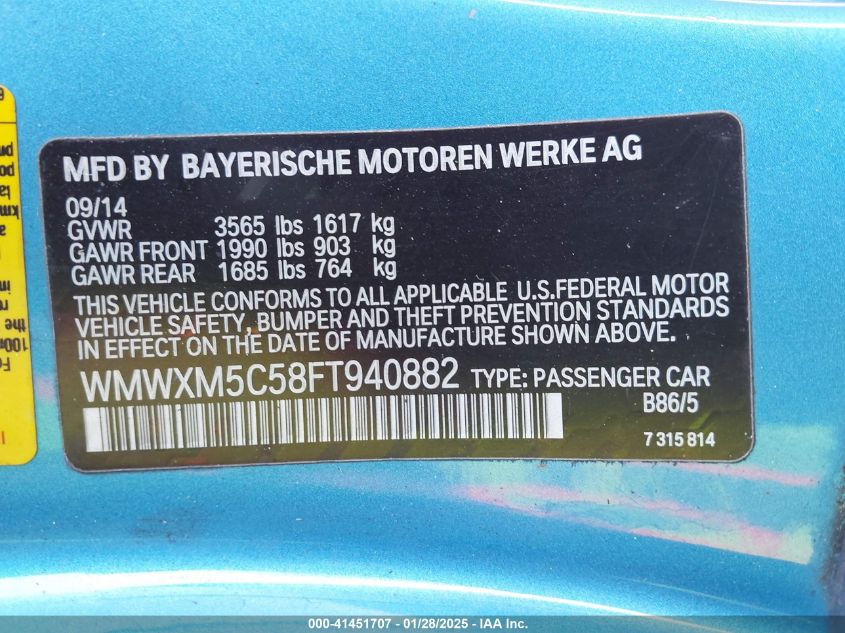 MFD BY BAYERISCHE MOTOREN WERKE AG
09/14
GVWR 3565 lbs 1617 kg
GAWR FRONT 1990 lbs 903 kg
GAWR REAR 1685 lbs 764 kg
THIS VEHICLE CONFORMS TO ALL APPLICABLE U.S.FEDERAL MOTOR
VEHICLE SAFETY, BUMPER AND THEFT PREVENTION STANDARDS
IN EFFECT ON THE DATE OF MANUFACTURE SHOWN ABOVE.
WMWXM5C58FT940882 TYPE: PASSENGER CAR
B86/5
7 315 814
the
100
000-41451707 - 01/28/2025 - IAA Inc.